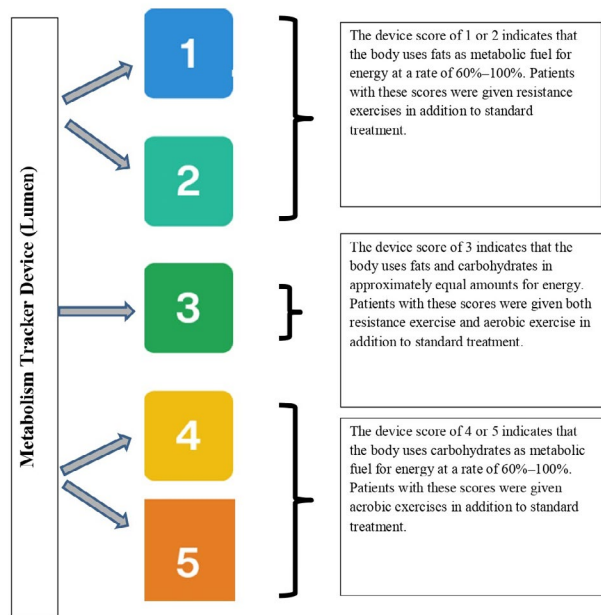 Metabolism Tracker Device (Lumen)
1
The device score of 1 or 2 indicates that
the body uses fats as metabolic fuel for
energy at a rate of 60%–100%. Patients
with these scores were given resistance
exercises in addition to standard
treatment.
2
3
The device score of 3 indicates that the
body uses fats and carbohydrates in
approximately equal amounts for energy.
Patients with these scores were given both
resistance exercise and aerobic exercise in
addition to standard treatment.
4
The device score of 4 or 5 indicates that
the body uses carbohydrates as metabolic
fuel for energy at a rate of 60%–100%.
Patients with these scores were given
aerobic exercises in addition to standard
treatment.
5